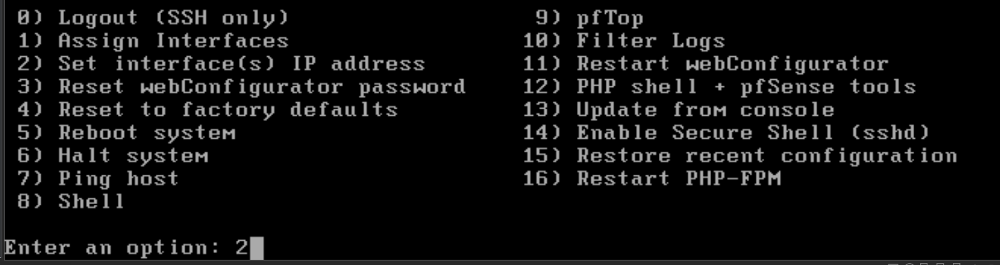 0) Logout (SSH only) 9) pfTop
1) Assign Interfaces 10) Filter Logs
2) Set interface(s) IP address 11) Restart webConfigurator
3) Reset webConfigurator password 12) PHP shell + pfSense tools
4) Reset to factory defaults 13) Update from console
5) Reboot system 14) Enable Secure Shell (sshd)
6) Halt system 15) Restore recent configuration
7) Ping host 16) Restart PHP-FPM
8) Shell
Enter an option: 2